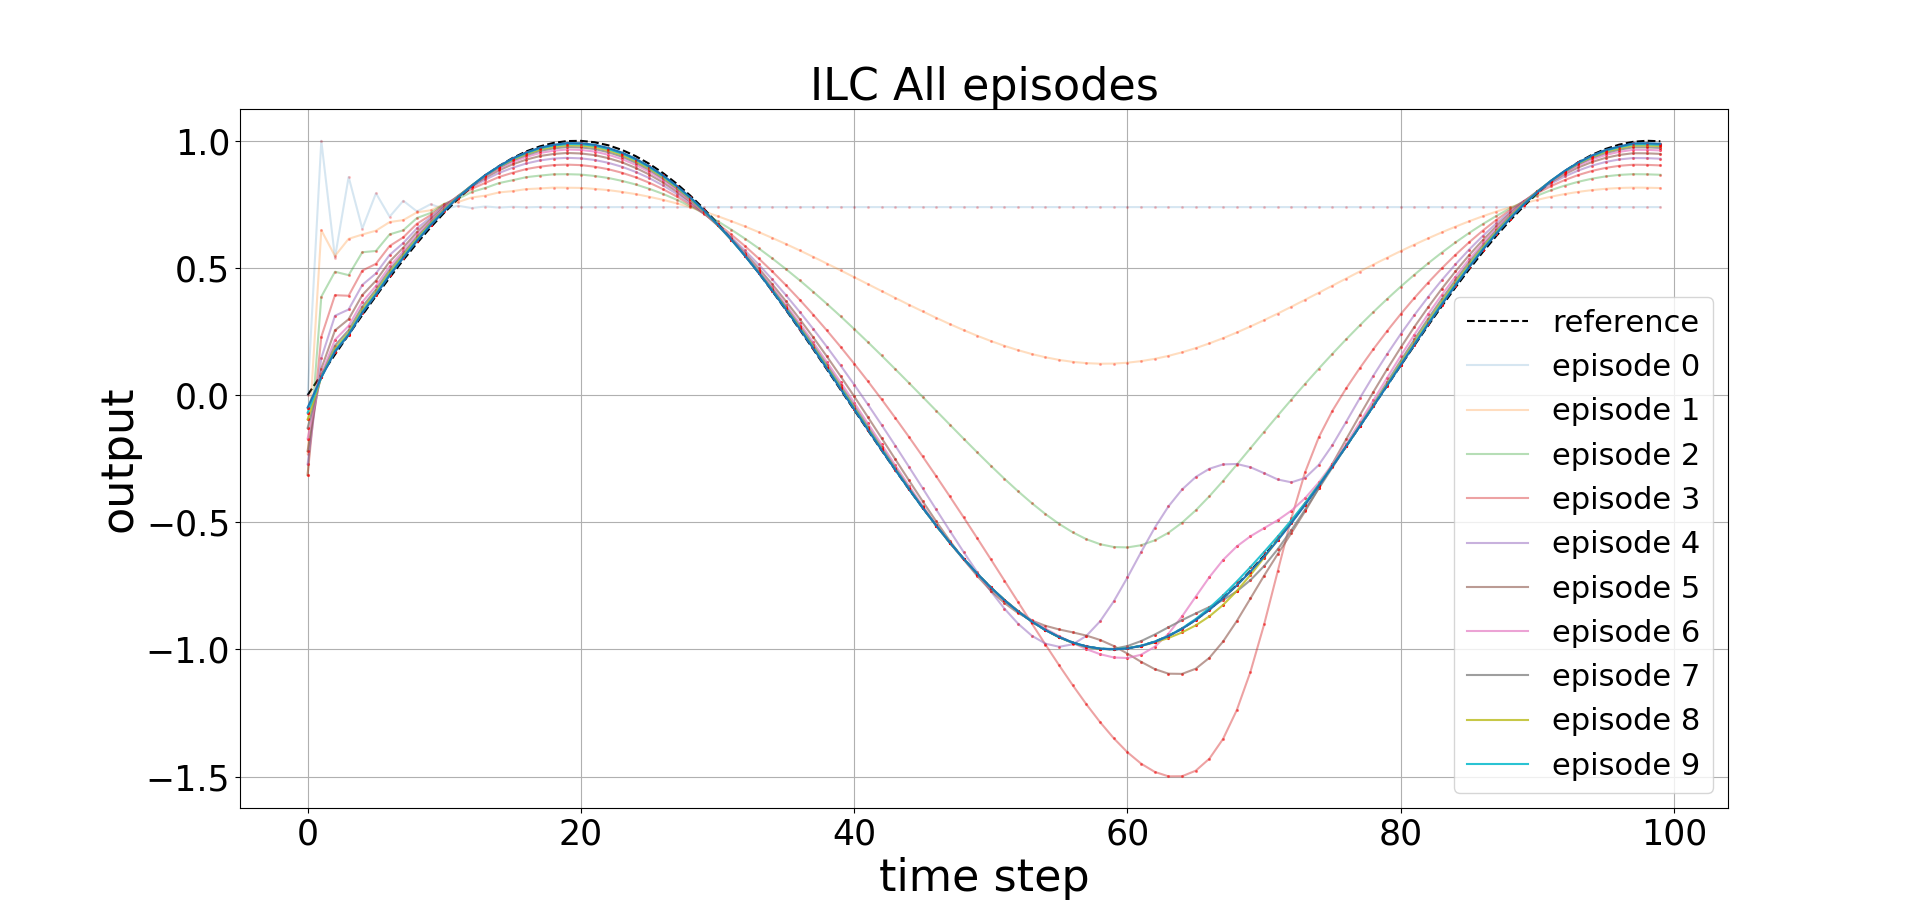 ILC All episodes
output
1.0
0.5
0.0
−0.5
−1.0
−1.5
reference
episode 0
episode 1
episode 2
episode 3
episode 4
episode 5
episode 6
episode 7
episode 8
episode 9
0 20 40 60 80 100
time step